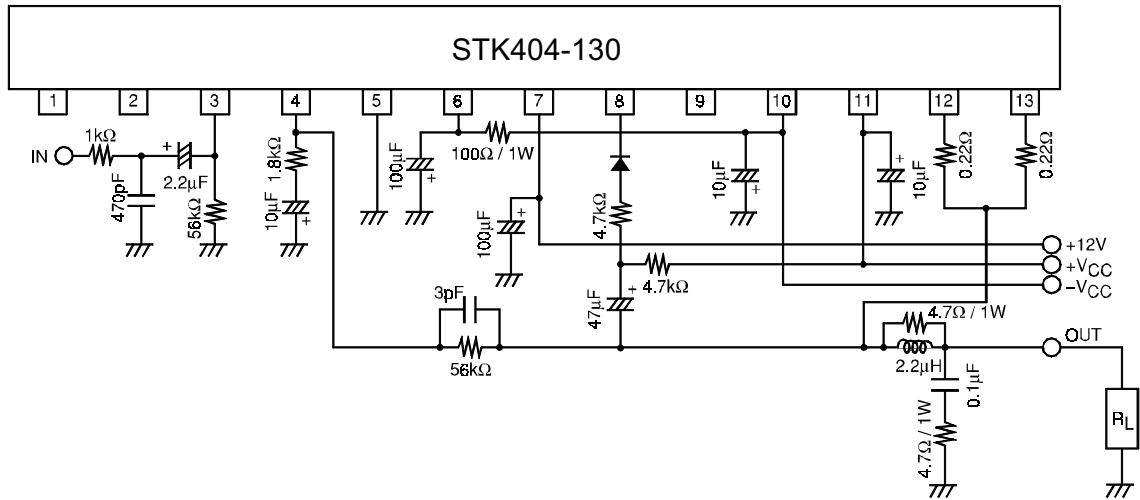 STK404-130
1 2 3 4 5 6 7 8 9 10 11 12 13
IN
1kΩ
+
2.2µF
470pF
56kΩ
1.8kΩ
10µF
+
100µF
+
100Ω / 1W
100µF
+
4.7kΩ
4.7kΩ
47µF
+
10µF
+
10µF
+
0.22Ω
0.22Ω
+12V
+VCC
−VCC
3pF
56kΩ
4.7Ω / 1W
2.2µH
OUT
0.1µF
4.7Ω / 1W
RL